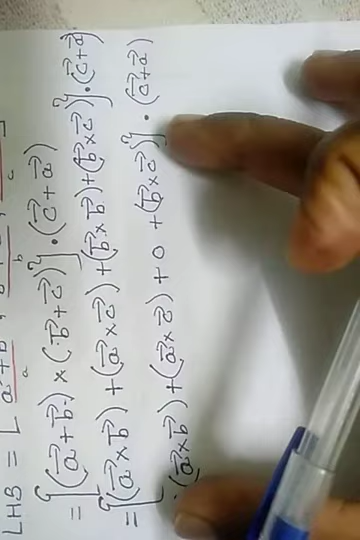 LHS = [a⃗+b⃗,
= {(a⃗+b⃗)×(b⃗+c⃗)}·(c⃗+a⃗)
= {(a⃗×b⃗)+(a⃗×c⃗)+(b⃗×b⃗)+(b⃗×c⃗)}·(c⃗+a⃗)
(a⃗×b⃗)+(a⃗×c⃗)+0+(b⃗×c⃗)}·(c⃗+a⃗)